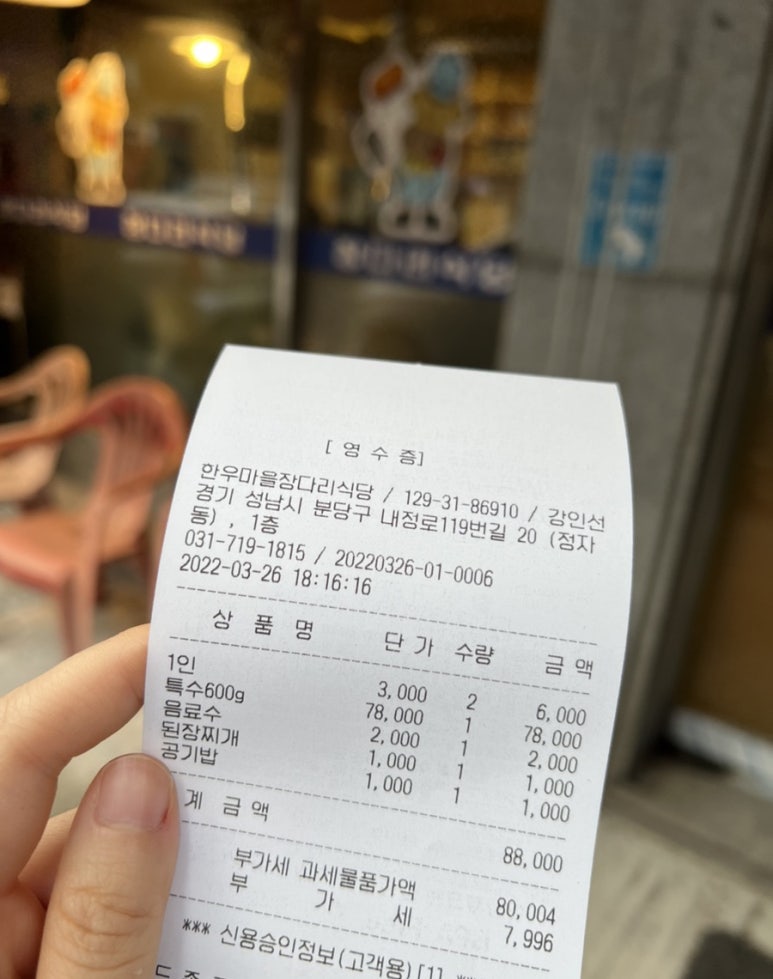 [ 영 수 증]
한우마을장다리식당 / 129-31-86910 / 강인선
경기 성남시 분당구 내정로119번길 20 (정자
동) , 1층
031-719-1815 / 20220326-01-0006
2022-03-26 18:16:16
상 품 명 단 가 수량 금 액
1인 3,000 2 6,000
특수600g 78,000 1 78,000
음료수 2,000 1 2,000
된장찌개 1,000 1 1,000
공기밥 1,000 1 1,000
계 금 액 88,000
부가세 과세물품가액 80,004
부 가 세 7,996
*** 신용승인정보(고객용)[1]